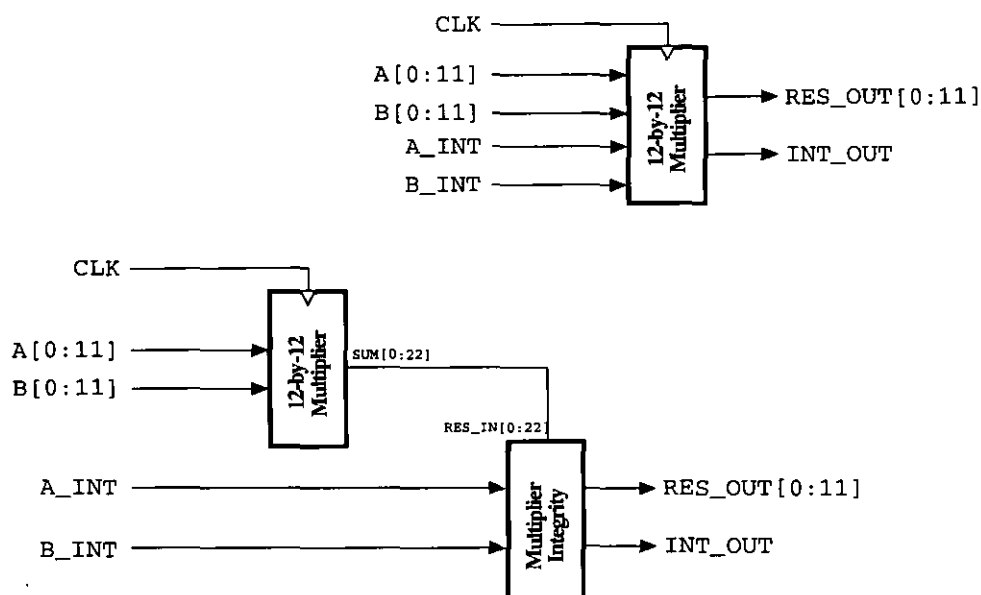 CLK
A[0:11]
B[0:11]
A_INT
B_INT
12-by-12
Multiplier
RES_OUT[0:11]
INT_OUT
CLK
A[0:11]
B[0:11]
12-by-12
Multiplier
SUM[0:22]
RES_IN[0:22]
A_INT
B_INT
Multiplier
Integrity
RES_OUT[0:11]
INT_OUT